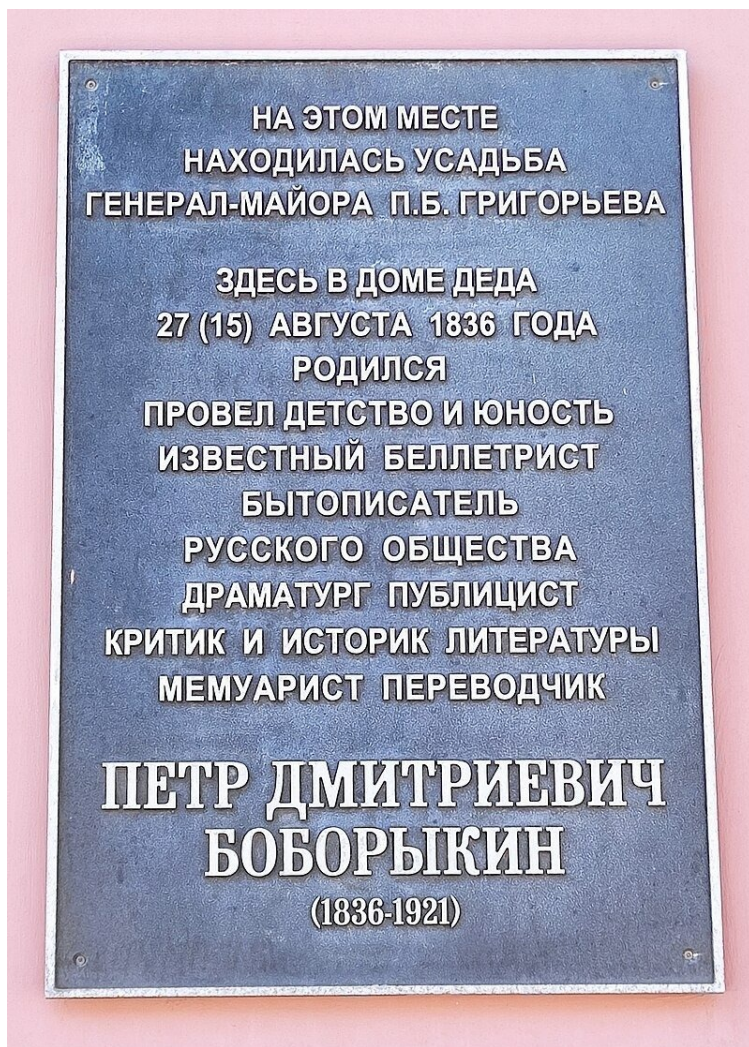 НА ЭТОМ МЕСТЕ
НАХОДИЛАСЬ УСАДЬБА
ГЕНЕРАЛ-МАЙОРА П.Б. ГРИГОРЬЕВА
ЗДЕСЬ В ДОМЕ ДЕДА
27 (15) АВГУСТА 1836 ГОДА
РОДИЛСЯ
ПРОВЕЛ ДЕТСТВО И ЮНОСТЬ
ИЗВЕСТНЫЙ БЕЛЛЕТРИСТ
БЫТОПИСАТЕЛЬ
РУССКОГО ОБЩЕСТВА
ДРАМАТУРГ ПУБЛИЦИСТ
КРИТИК И ИСТОРИК ЛИТЕРАТУРЫ
МЕМУАРИСТ ПЕРЕВОДЧИК
ПЕТР ДМИТРИЕВИЧ
БОБОРЫКИН
(1836-1921)